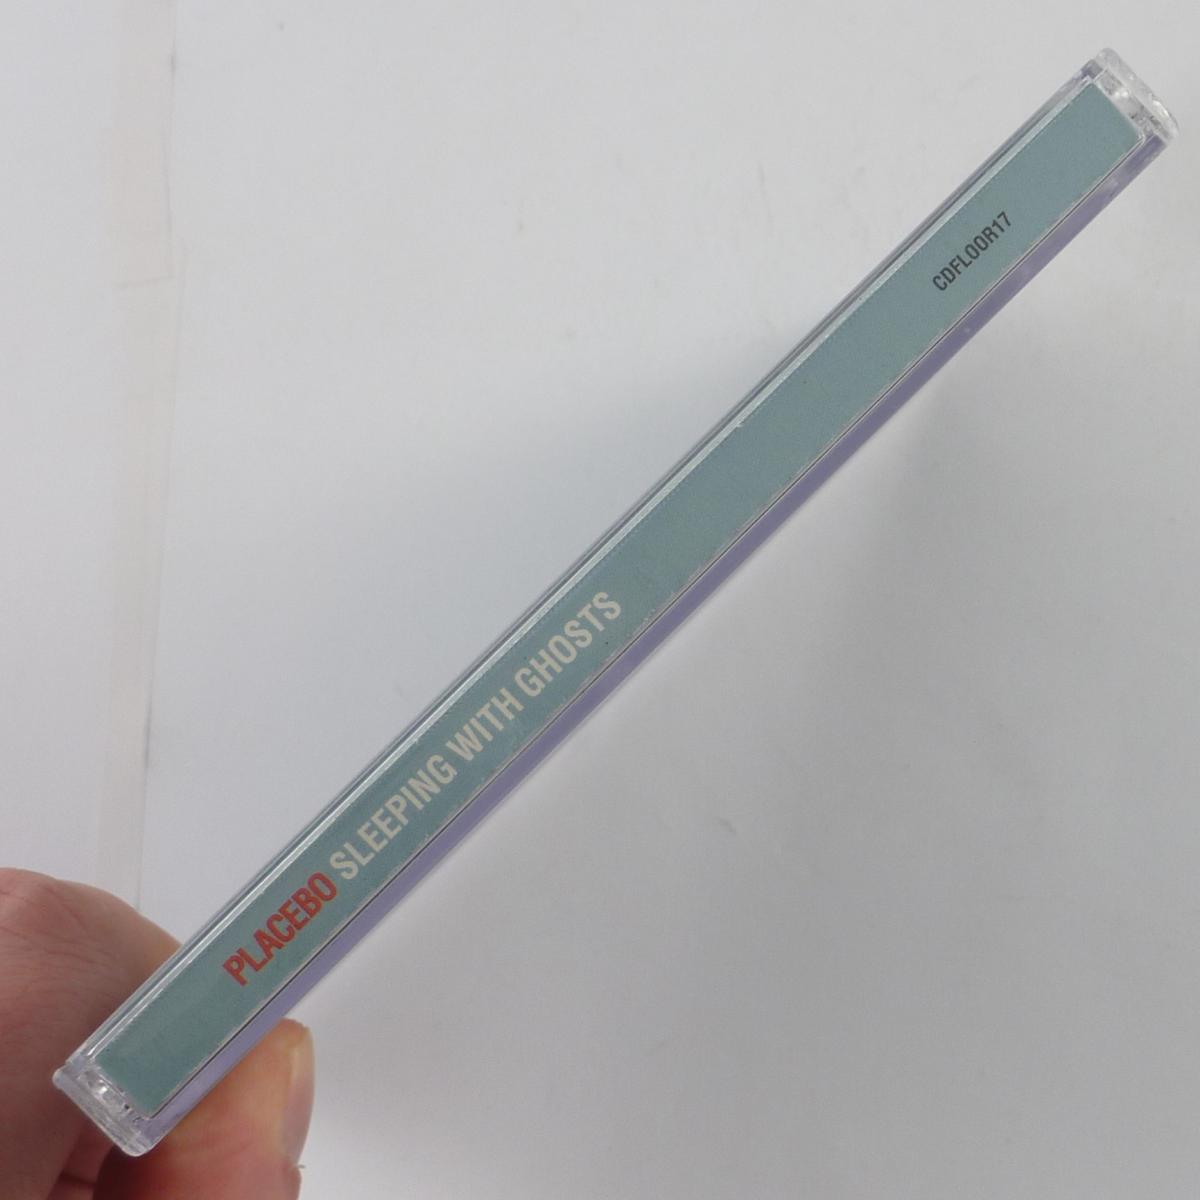 PLACEBO SLEEPING WITH GHOSTS
CDFLOOR17